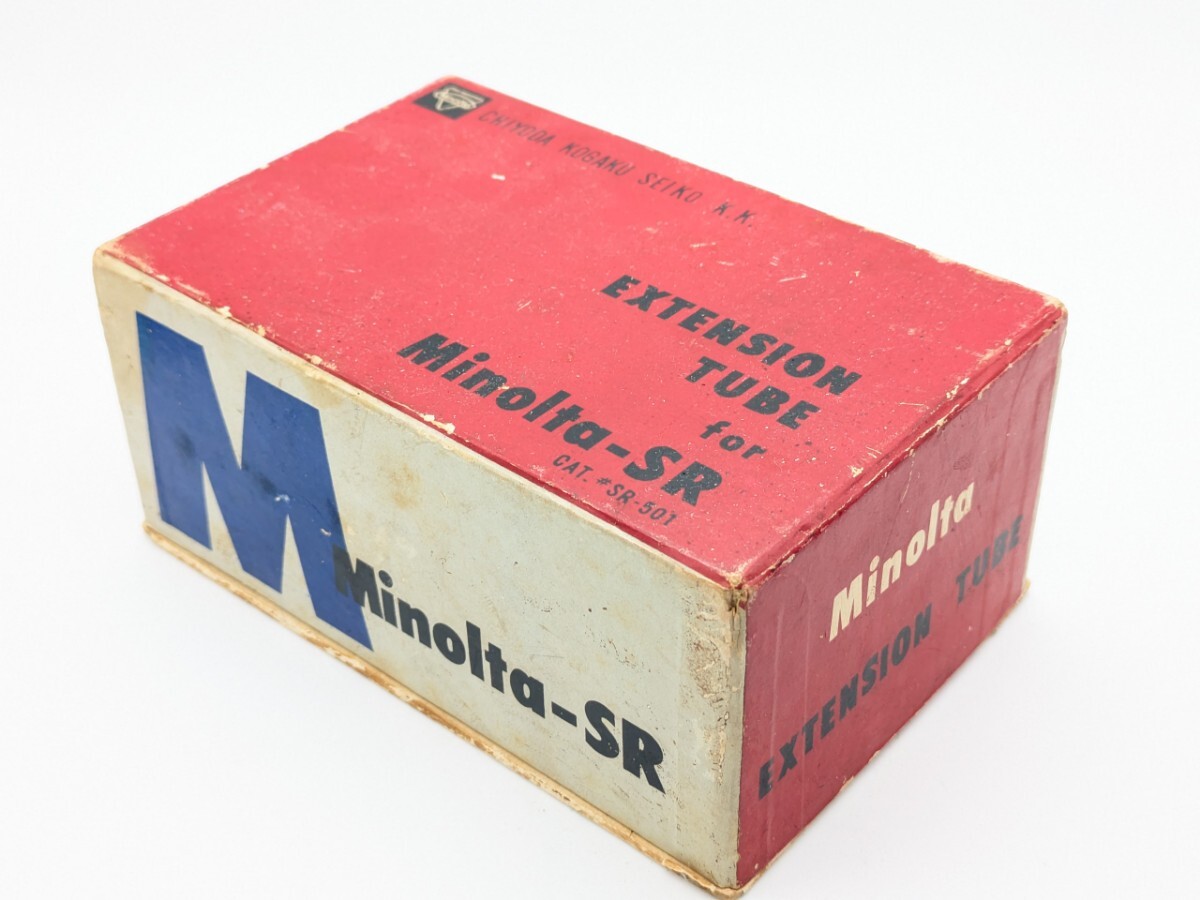 CHIYODA KOGAKU SEIKO K.K.
EXTENSION
TUBE
for
Minolta-SR
CAT. #SR-501
M
Minolta-SR
Minolta
EXTENSION TUBE